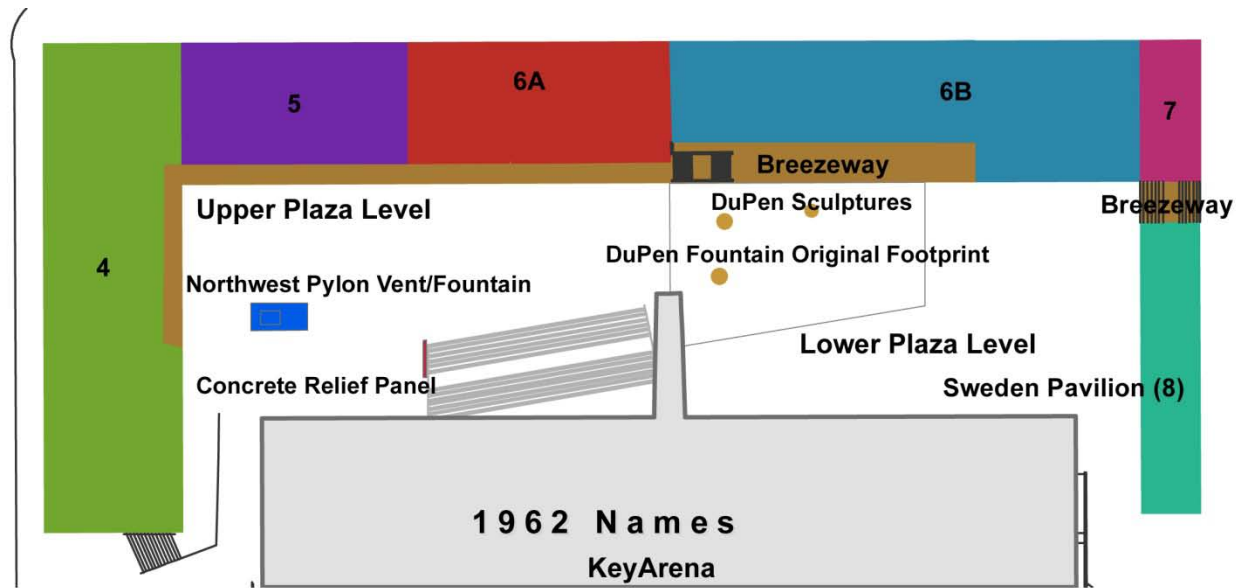 5
6A
6B
7
Breezeway
Upper Plaza Level
DuPen Sculptures
Breezeway
4
DuPen Fountain Original Footprint
Northwest Pylon Vent/Fountain
Lower Plaza Level
Concrete Relief Panel
Sweden Pavilion (8)
1962 Names
KeyArena